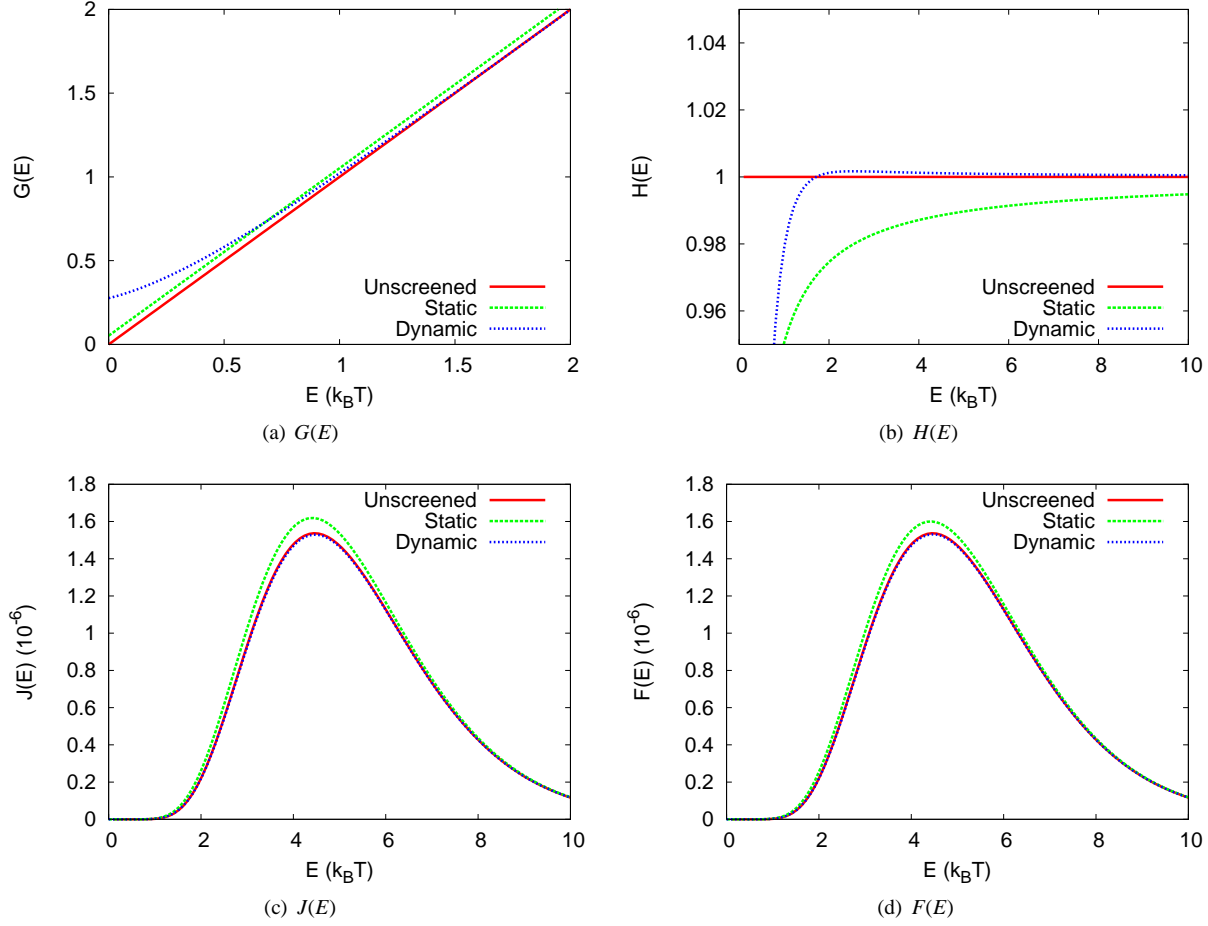 2
1.5
1
0.5
0
G(E)
Unscreened
Static
Dynamic
0 0.5 1 1.5 2
E (k_BT)
(a) G(E)
1.04
1.02
1
0.98
0.96
H(E)
Unscreened
Static
Dynamic
0 2 4 6 8 10
E (k_BT)
(b) H(E)
1.8
1.6
1.4
1.2
1
0.8
0.6
0.4
0.2
0
J(E) (10^-6)
Unscreened
Static
Dynamic
0 2 4 6 8 10
E (k_BT)
(c) J(E)
1.8
1.6
1.4
1.2
1
0.8
0.6
0.4
0.2
0
F(E) (10^-6)
Unscreened
Static
Dynamic
0 2 4 6 8 10
E (k_BT)
(d) F(E)